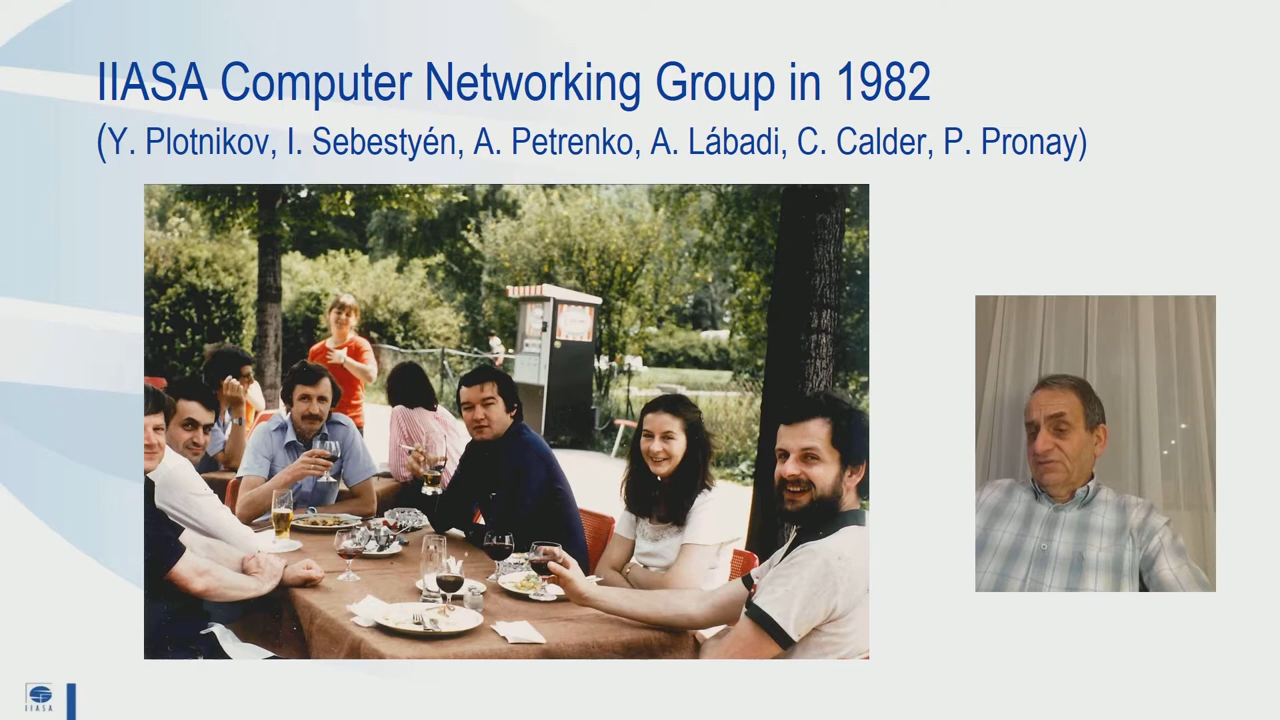 IIASA Computer Networking Group in 1982
(Y. Plotnikov, I. Sebestyén, A. Petrenko, A. Lábadi, C. Calder, P. Pronay)
IIASA